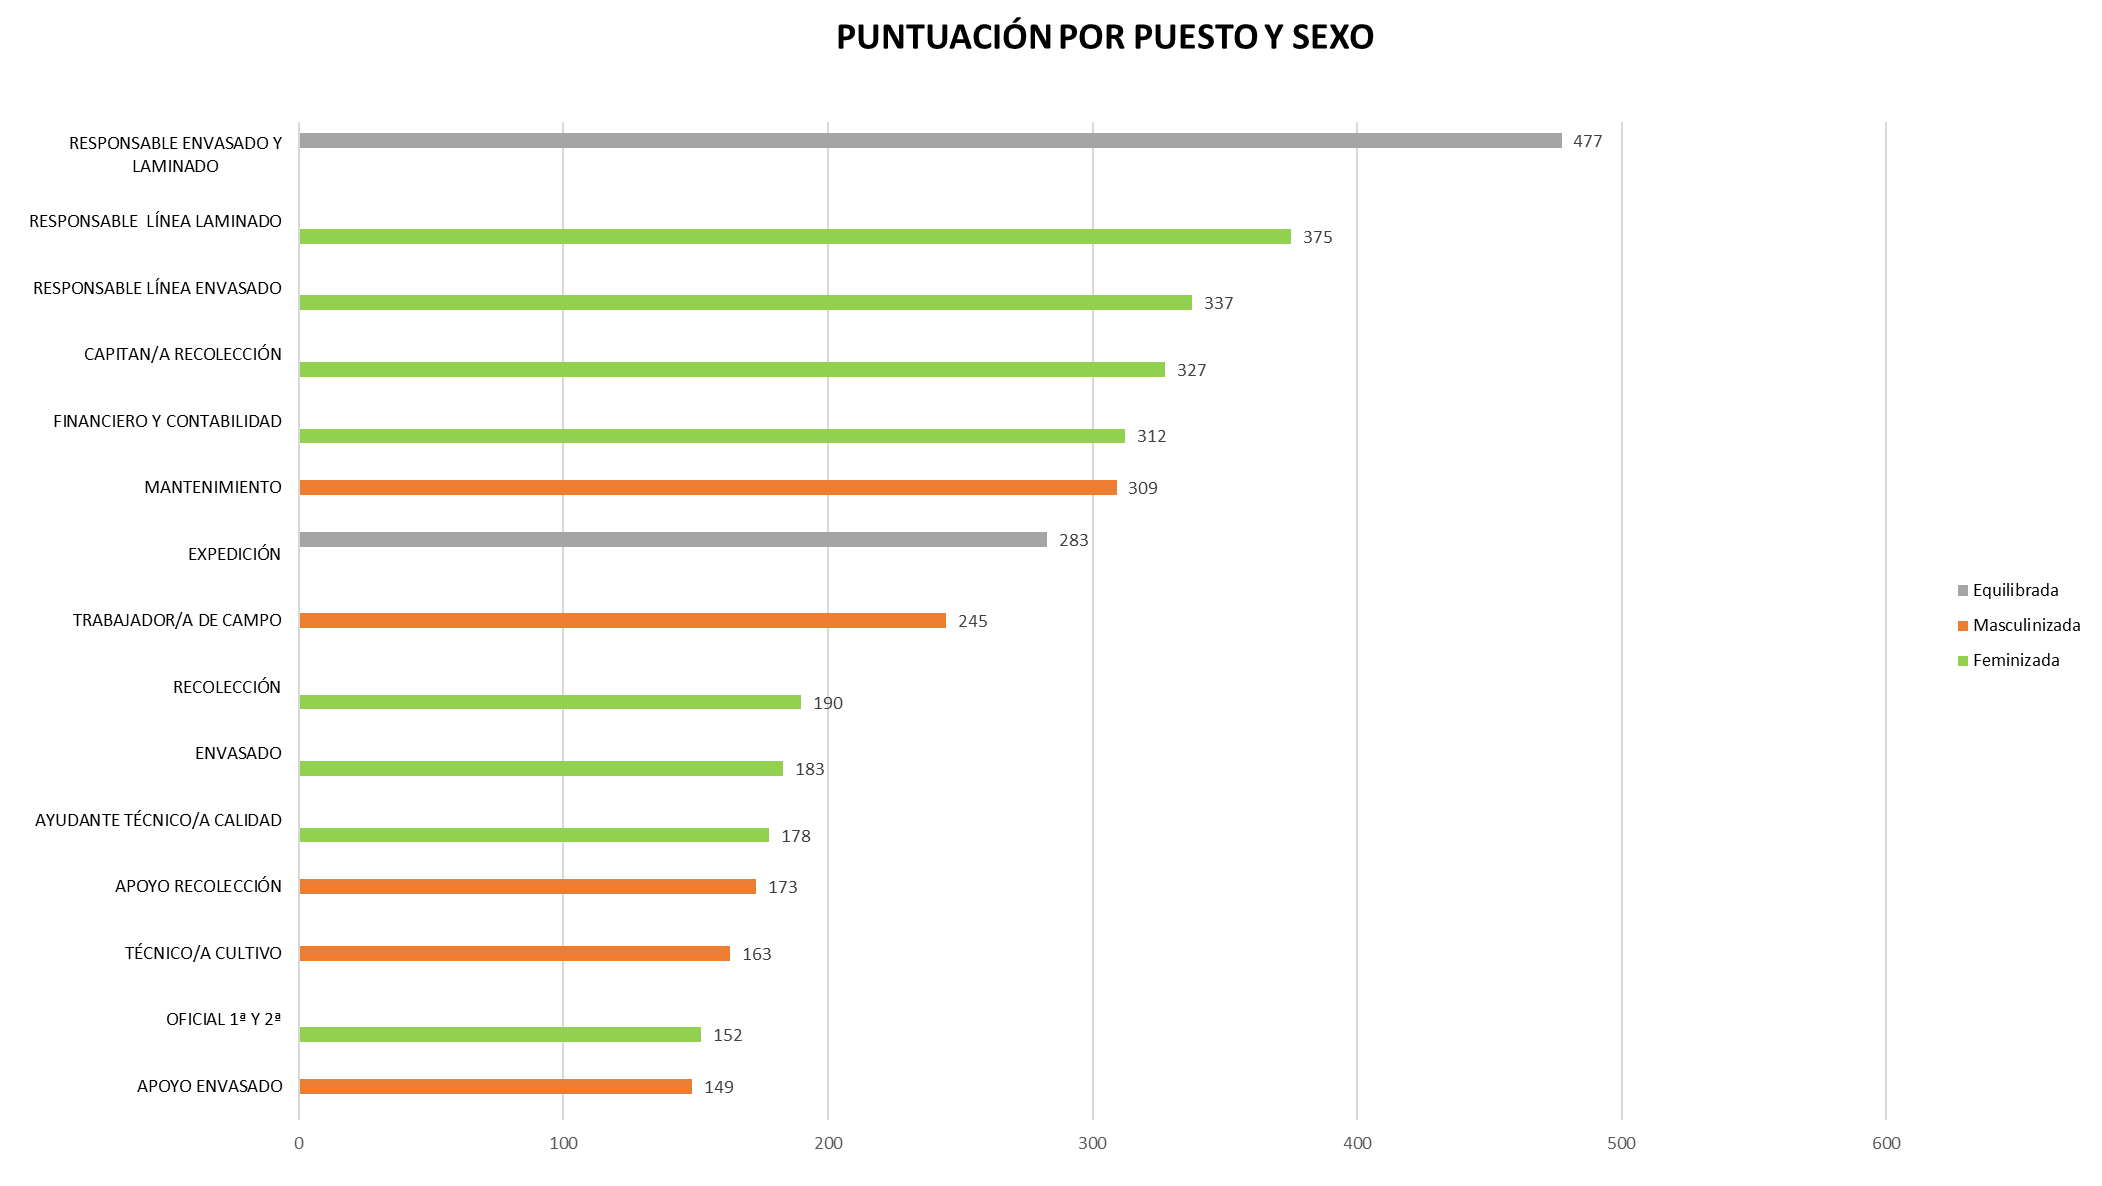 PUNTUACIÓN POR PUESTO Y SEXO
RESPONSABLE ENVASADO Y
LAMINADO
477
RESPONSABLE  LÍNEA LAMINADO
375
RESPONSABLE LÍNEA ENVASADO
337
CAPITAN/A RECOLECCIÓN
327
FINANCIERO Y CONTABILIDAD
312
MANTENIMIENTO
309
EXPEDICIÓN
283
TRABAJADOR/A DE CAMPO
245
RECOLECCIÓN
190
ENVASADO
183
AYUDANTE TÉCNICO/A CALIDAD
178
APOYO RECOLECCIÓN
173
TÉCNICO/A CULTIVO
163
OFICIAL 1ª Y 2ª
152
APOYO ENVASADO
149
0 100 200 300 400 500 600
Equilibrada
Masculinizada
Feminizada